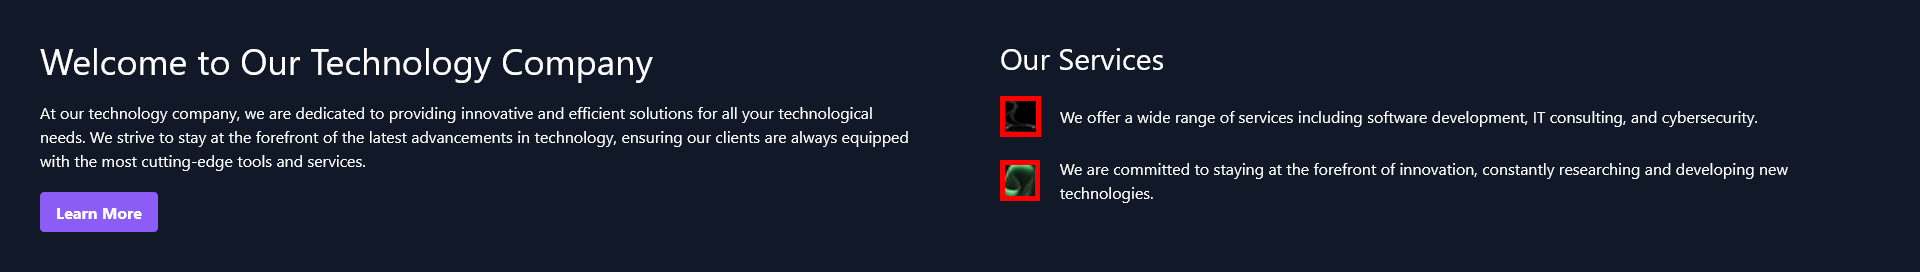 Welcome to Our Technology Company
At our technology company, we are dedicated to providing innovative and efficient solutions for all your technological
needs. We strive to stay at the forefront of the latest advancements in technology, ensuring our clients are always equipped
with the most cutting-edge tools and services.
Learn More
Our Services
We offer a wide range of services including software development, IT consulting, and cybersecurity.
We are committed to staying at the forefront of innovation, constantly researching and developing new
technologies.